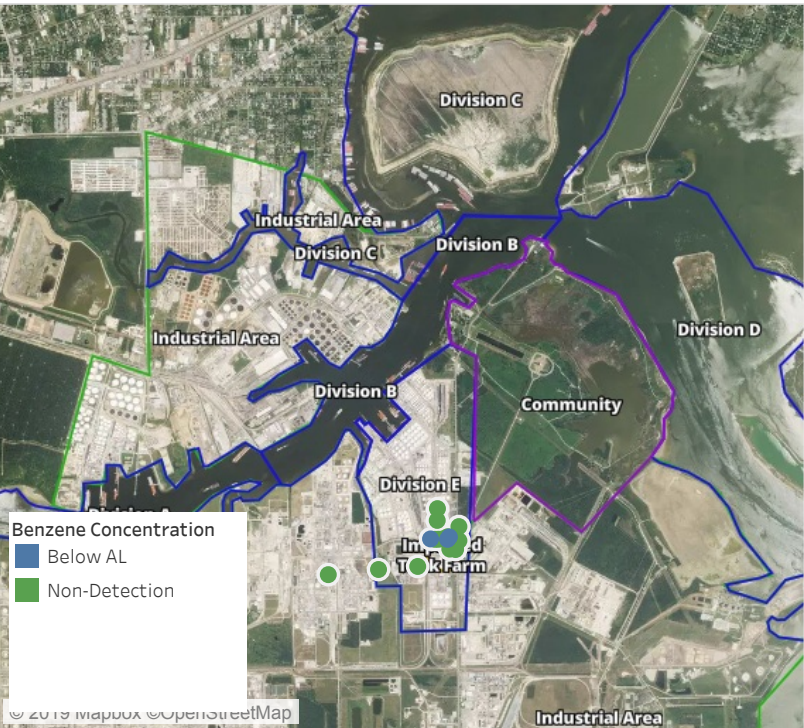 Division C
Industrial Area
Division B
Division C
Division D
Industrial Area
Division B
Community
Division E
Tank Farm
Benzene Concentration
Below AL
Non-Detection
© 2019 Mapbox ©OpenStreetMap
Industrial Area